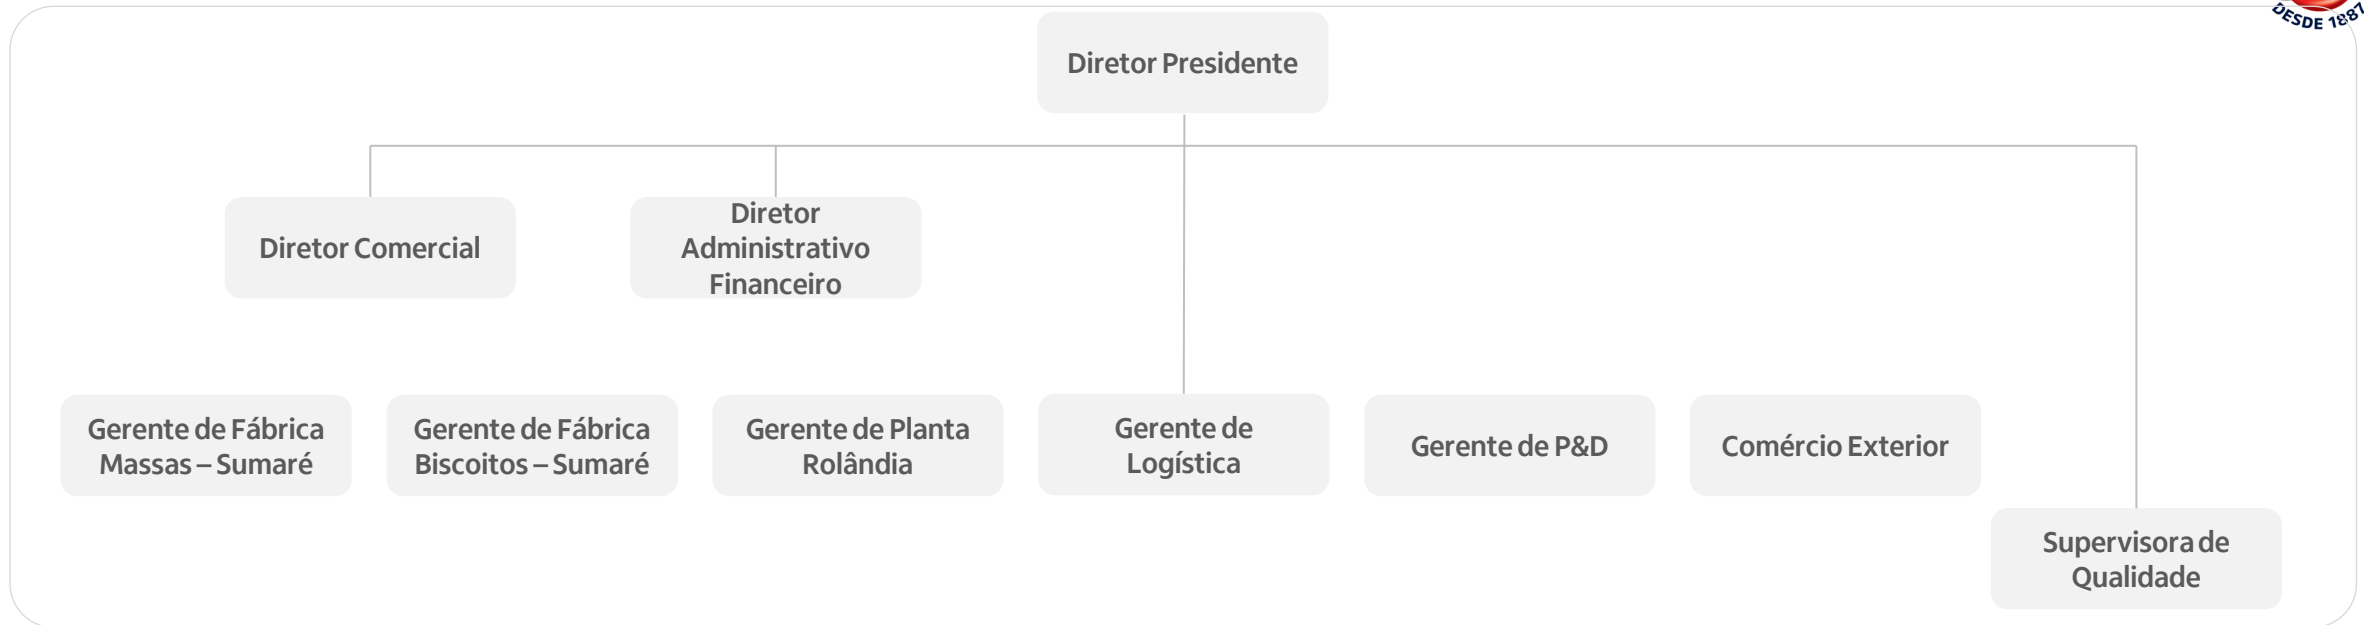 DESDE 1887
Diretor Presidente
Diretor Comercial
Diretor
Administrativo
Financeiro
Gerente de Fábrica
Massas – Sumaré
Gerente de Fábrica
Biscoitos – Sumaré
Gerente de Planta
Rolândia
Gerente de
Logística
Gerente de P&D
Comércio Exterior
Supervisora de
Qualidade